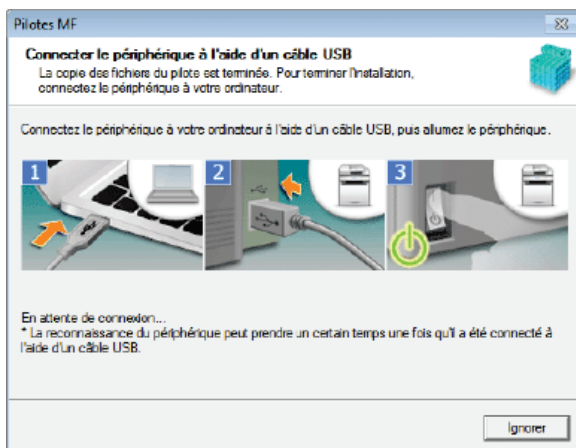 Pilotes MF
Connecter le périphérique à l'aide d'un câble USB
La copie des fichiers du pilote est terminée. Pour terminer l'installation,
connectez le périphérique à votre ordinateur.
Connectez le périphérique à votre ordinateur à l'aide d'un câble USB, puis allumez le périphérique.
1 2 3
En attente de connexion...
* La reconnaissance du périphérique peut prendre un certain temps une fois qu'il a été connecté à
l'aide d'un câble USB.
Ignorer